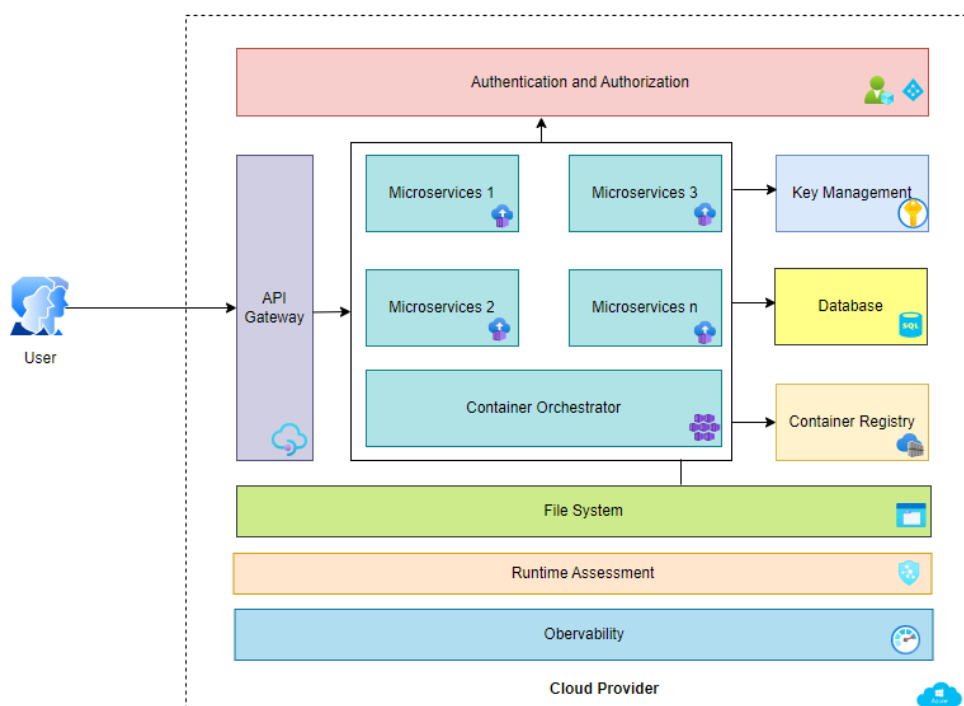 Authentication and Authorization
Microservices 1
Microservices 3
Key Management
API
Gateway
Microservices 2
Microservices n
Database
SQL
User
Container Orchestrator
Container Registry
File System
Runtime Assessment
Obervability
Cloud Provider
Azure